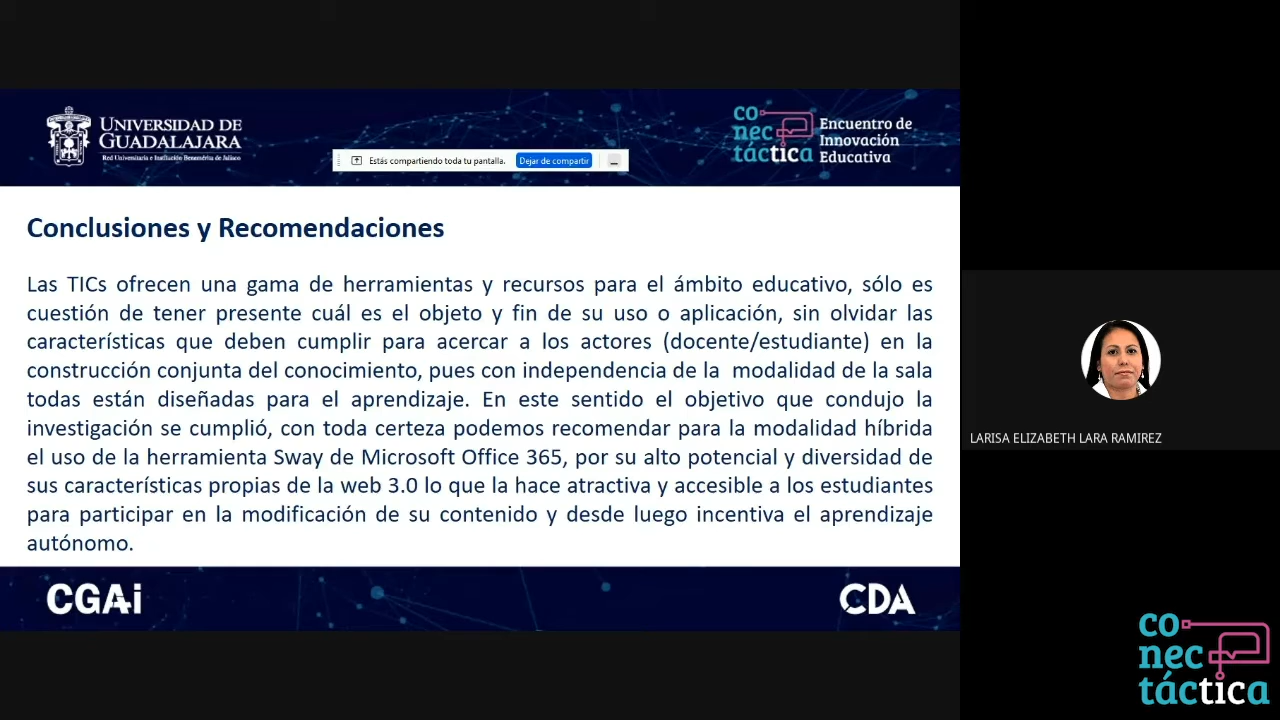 UNIVERSIDAD DE
GUADALAJARA
Red Universitaria e Institución Benemérita de Jalisco
Estás compartiendo toda tu pantalla.
Dejar de compartir
co
nec
táctica
Encuentro de
Innovación
Educativa
Conclusiones y Recomendaciones
Las TICs ofrecen una gama de herramientas y recursos para el ámbito educativo, sólo es
cuestión de tener presente cuál es el objeto y fin de su uso o aplicación, sin olvidar las
características que deben cumplir para acercar a los actores (docente/estudiante) en la
construcción conjunta del conocimiento, pues con independencia de la modalidad de la sala
todas están diseñadas para el aprendizaje. En este sentido el objetivo que condujo la
investigación se cumplió, con toda certeza podemos recomendar para la modalidad híbrida
el uso de la herramienta Sway de Microsoft Office 365, por su alto potencial y diversidad de
sus características propias de la web 3.0 lo que la hace atractiva y accesible a los estudiantes
para participar en la modificación de su contenido y desde luego incentiva el aprendizaje
autónomo.
CGAi
CDA
LARISA ELIZABETH LARA RAMIREZ
co
nec
táctica